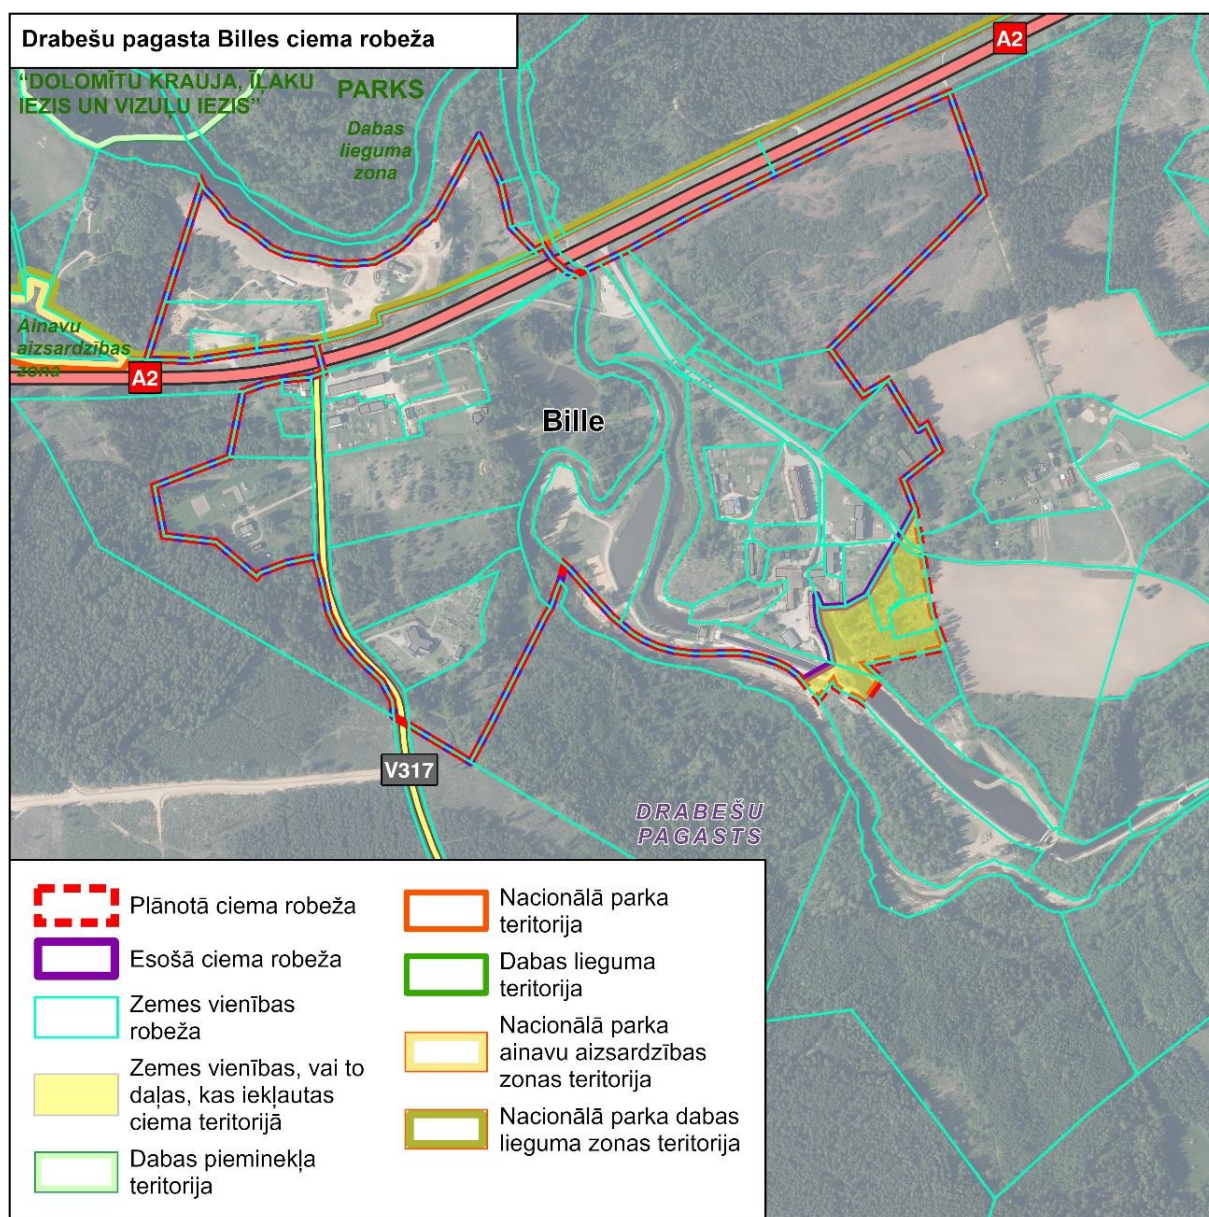 Drabešu pagasta Billes ciema robeža
A2
“DOLOMĪTU KRAUJA, ĪLAKU
IEZIS UN VIZUĻU IEZIS”
PARKS
Dabas
lieguma
zona
Ainavu
aizsardzības
zona
A2
Bille
V317
DRABEŠU
PAGASTS
Plānotā ciema robeža
Esošā ciema robeža
Zemes vienības
robeža
Zemes vienības, vai to
daļas, kas iekļautas
ciema teritorijā
Dabas pieminekļa
teritorija
Nacionālā parka
teritorija
Dabas lieguma
teritorija
Nacionālā parka
ainavu aizsardzības
zonas teritorija
Nacionālā parka dabas
lieguma zonas teritorija